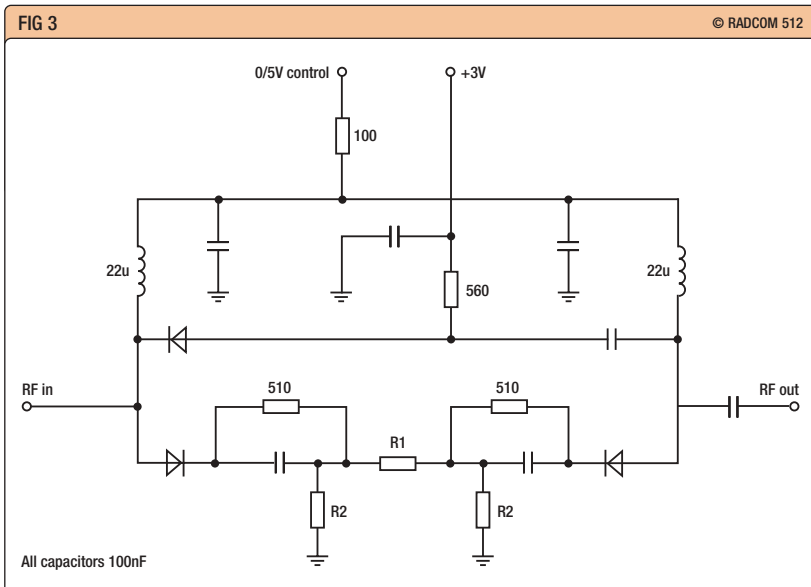 FIG 3
© RADCOM 512
0/5V control
+3V
100
22u
22u
560
RF in
510
510
RF out
R1
R2
R2
All capacitors 100nF